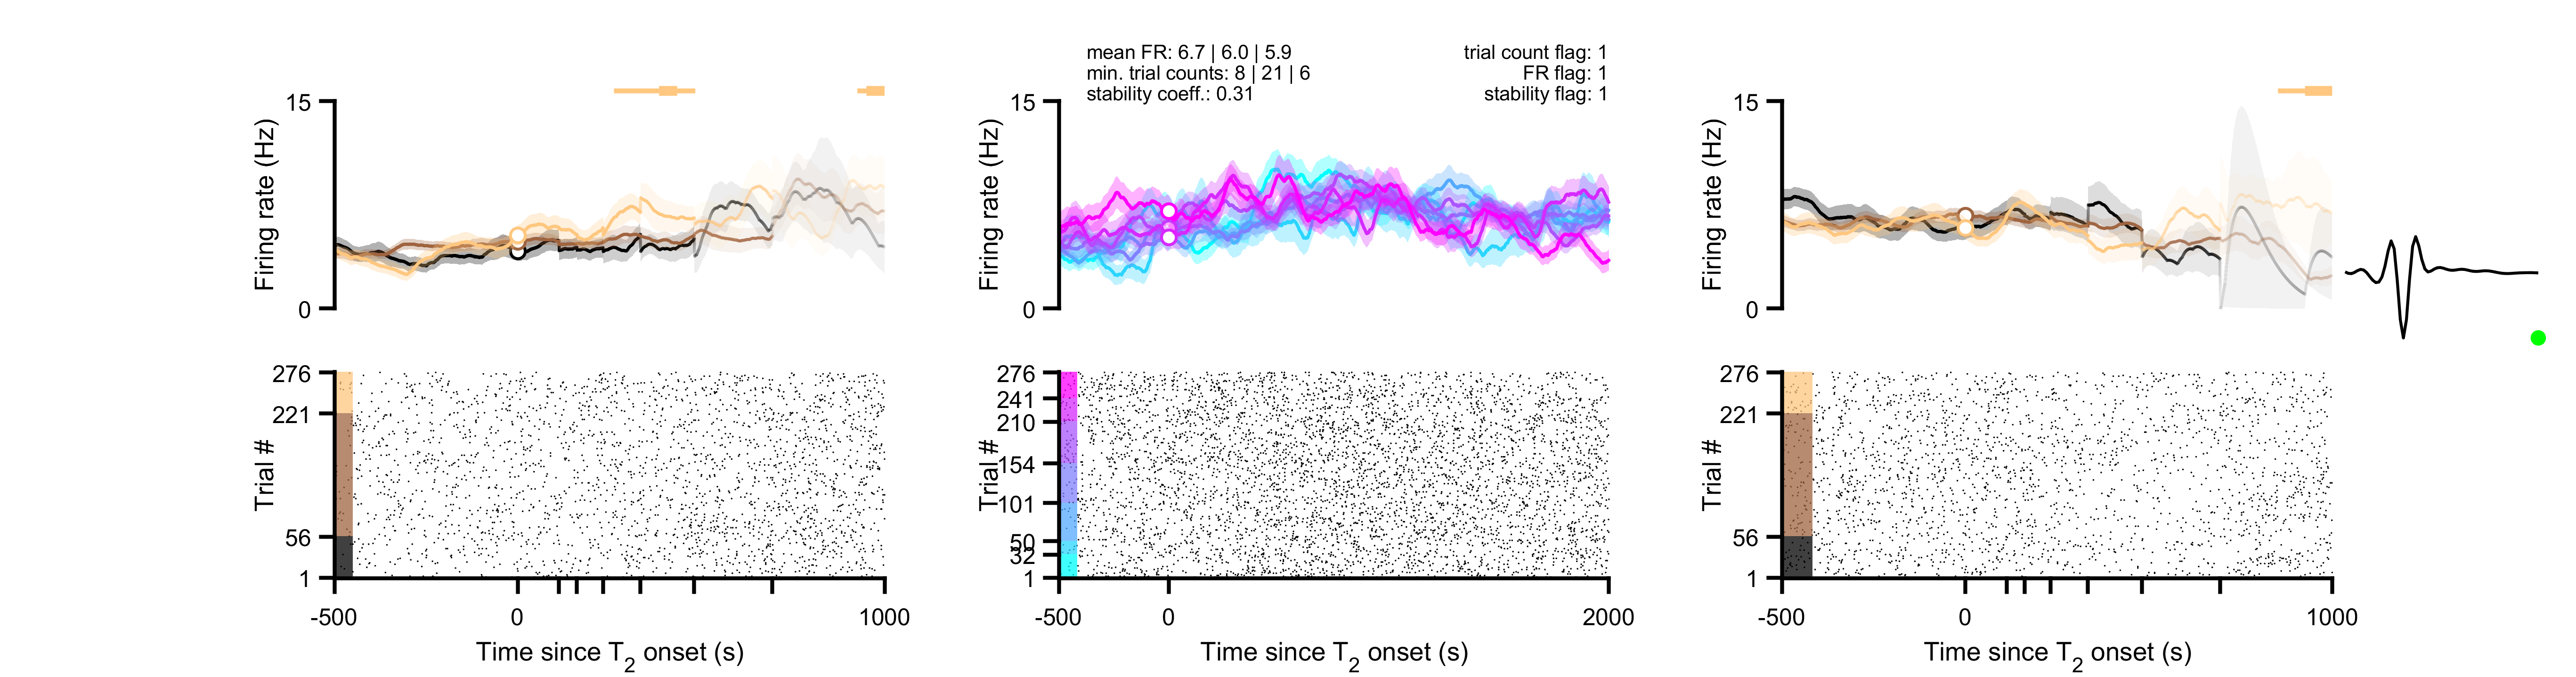 mean FR: 6.7 | 6.0 | 5.9
min. trial counts: 8 | 21 | 6
stability coeff.: 0.31
trial count flag: 1
FR flag: 1
stability flag: 1
15
Firing rate (Hz)
0
276
221
Trial #
56
1
-500
0
1000
Time since T2 onset (s)
15
Firing rate (Hz)
0
276
241
210
154
Trial #
101
50
32
1
-500
0
2000
Time since T2 onset (s)
15
Firing rate (Hz)
0
276
221
Trial #
56
1
-500
0
1000
Time since T2 onset (s)